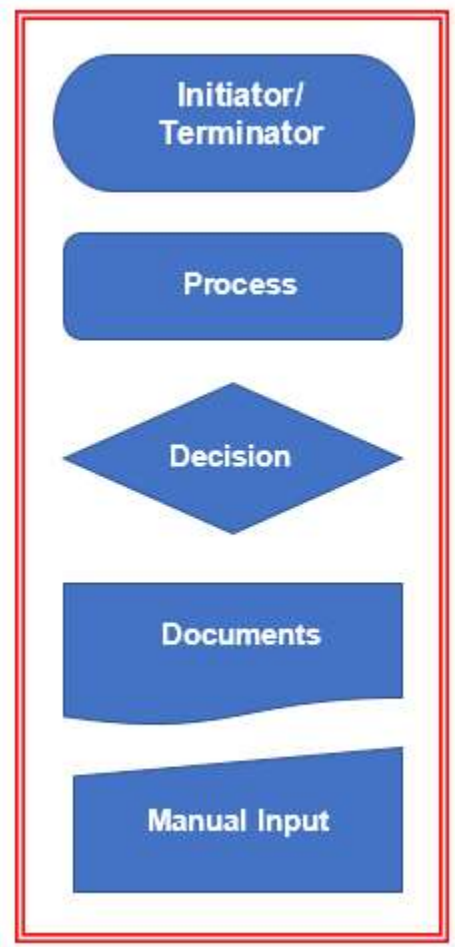 Initiator/
Terminator
Process
Decision
Documents
Manual Input